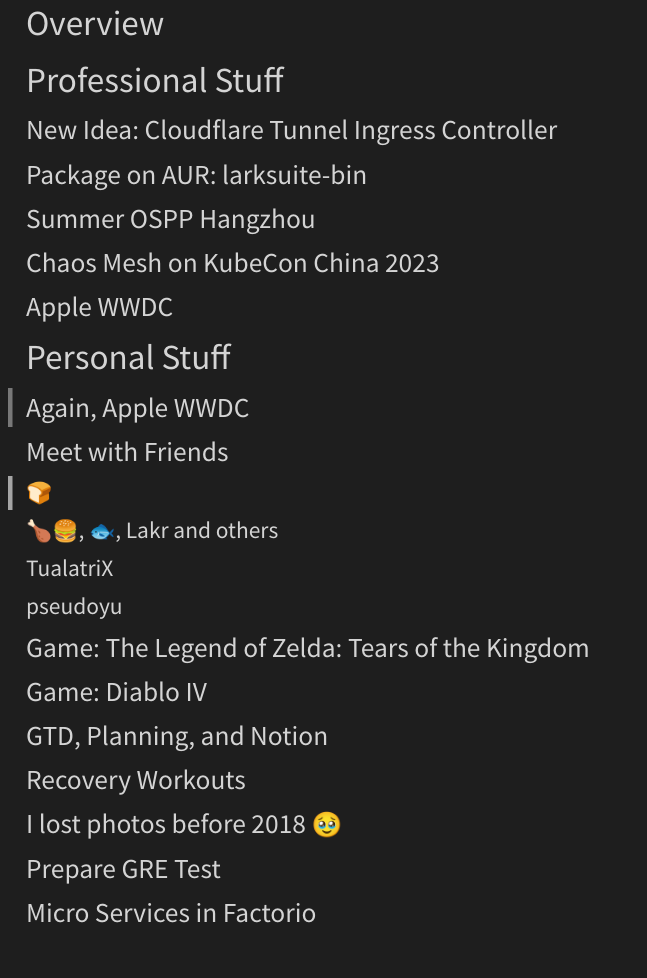 Overview
Professional Stuff
New Idea: Cloudflare Tunnel Ingress Controller
Package on AUR: larksuite-bin
Summer OSPP Hangzhou
Chaos Mesh on KubeCon China 2023
Apple WWDC
Personal Stuff
Again, Apple WWDC
Meet with Friends
🍞
🍗🍔, 🐟, Lakr and others
TualatriX
pseudoyu
Game: The Legend of Zelda: Tears of the Kingdom
Game: Diablo IV
GTD, Planning, and Notion
Recovery Workouts
I lost photos before 2018 🥹
Prepare GRE Test
Micro Services in Factorio